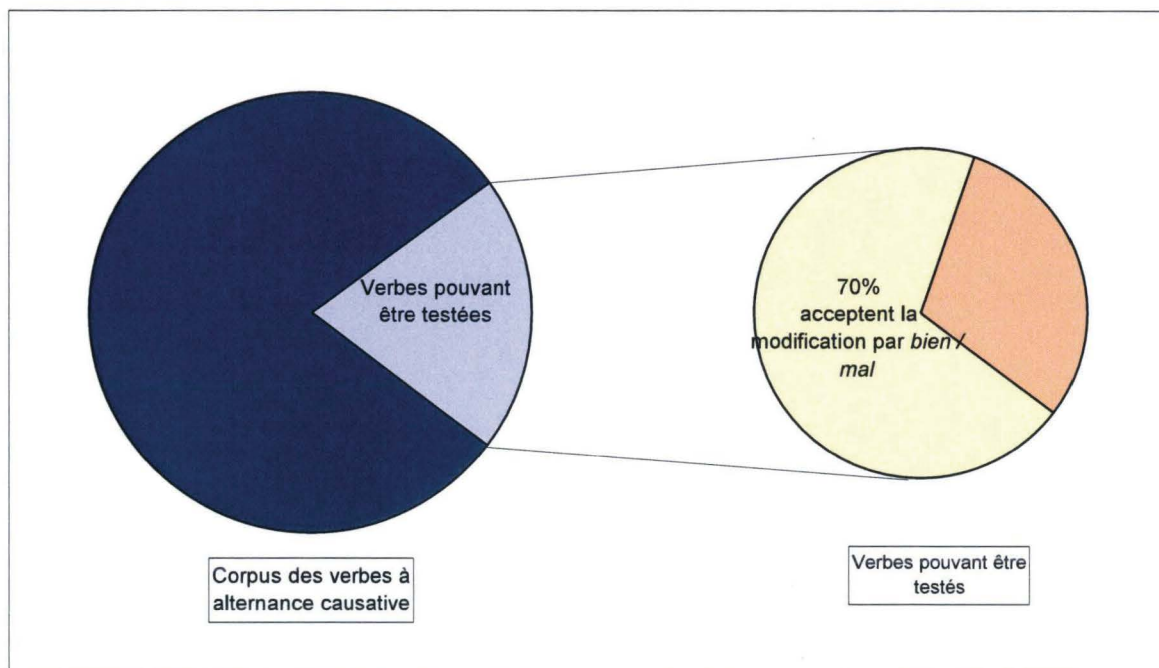 Verbes pouvant
être testées
70%
acceptent la
modification par bien /
mal
Corpus des verbes à
alternance causative
Verbes pouvant être
testés